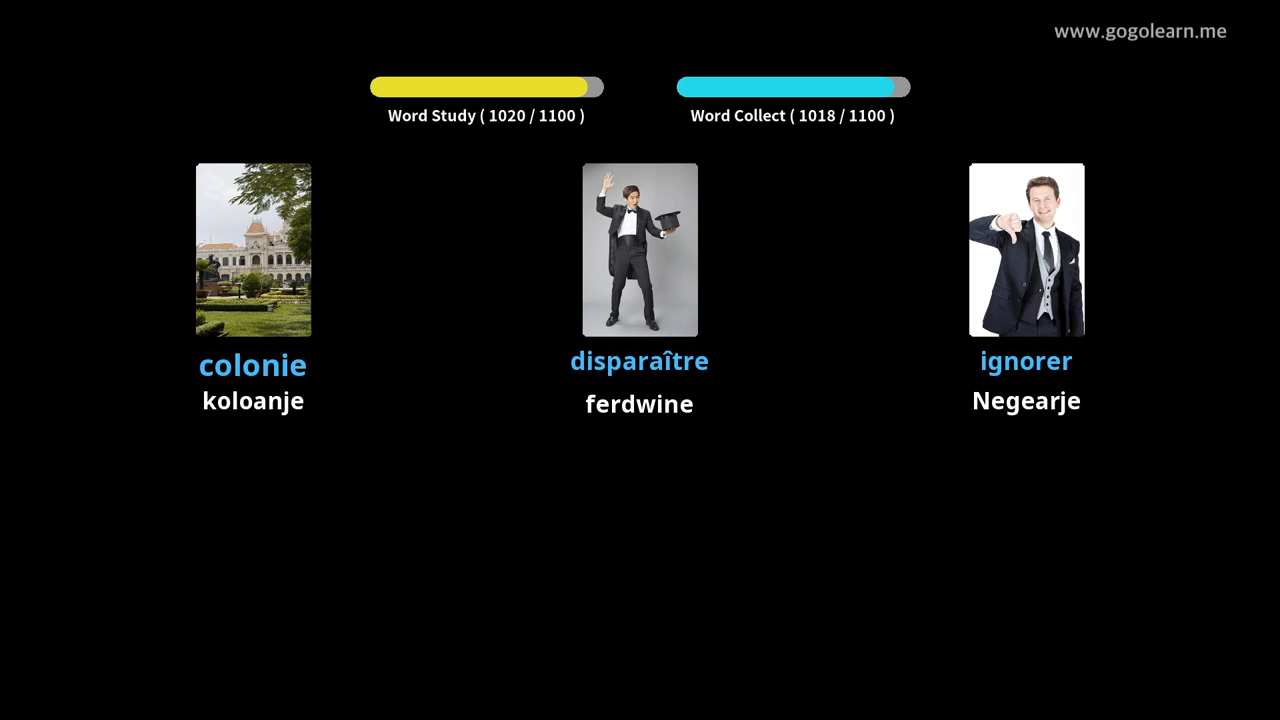 www.gogolearn.me
Word Study ( 1020 / 1100 )
Word Collect ( 1018 / 1100 )
colonie
koloanje
disparaître
ferdwine
ignorer
Negearje